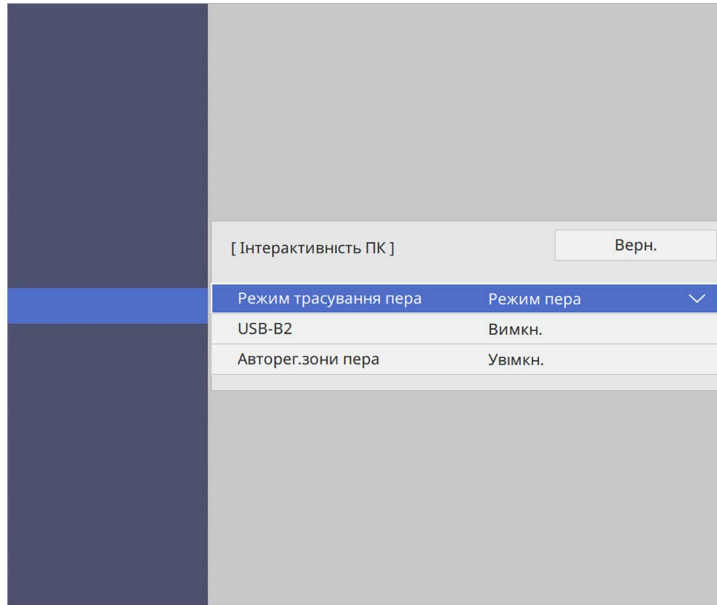 [ Інтерактивність ПК ]
Верн.
Режим трасування пера Режим пера
USB-B2 Вимкн.
Авторег.зони пера Увімкн.